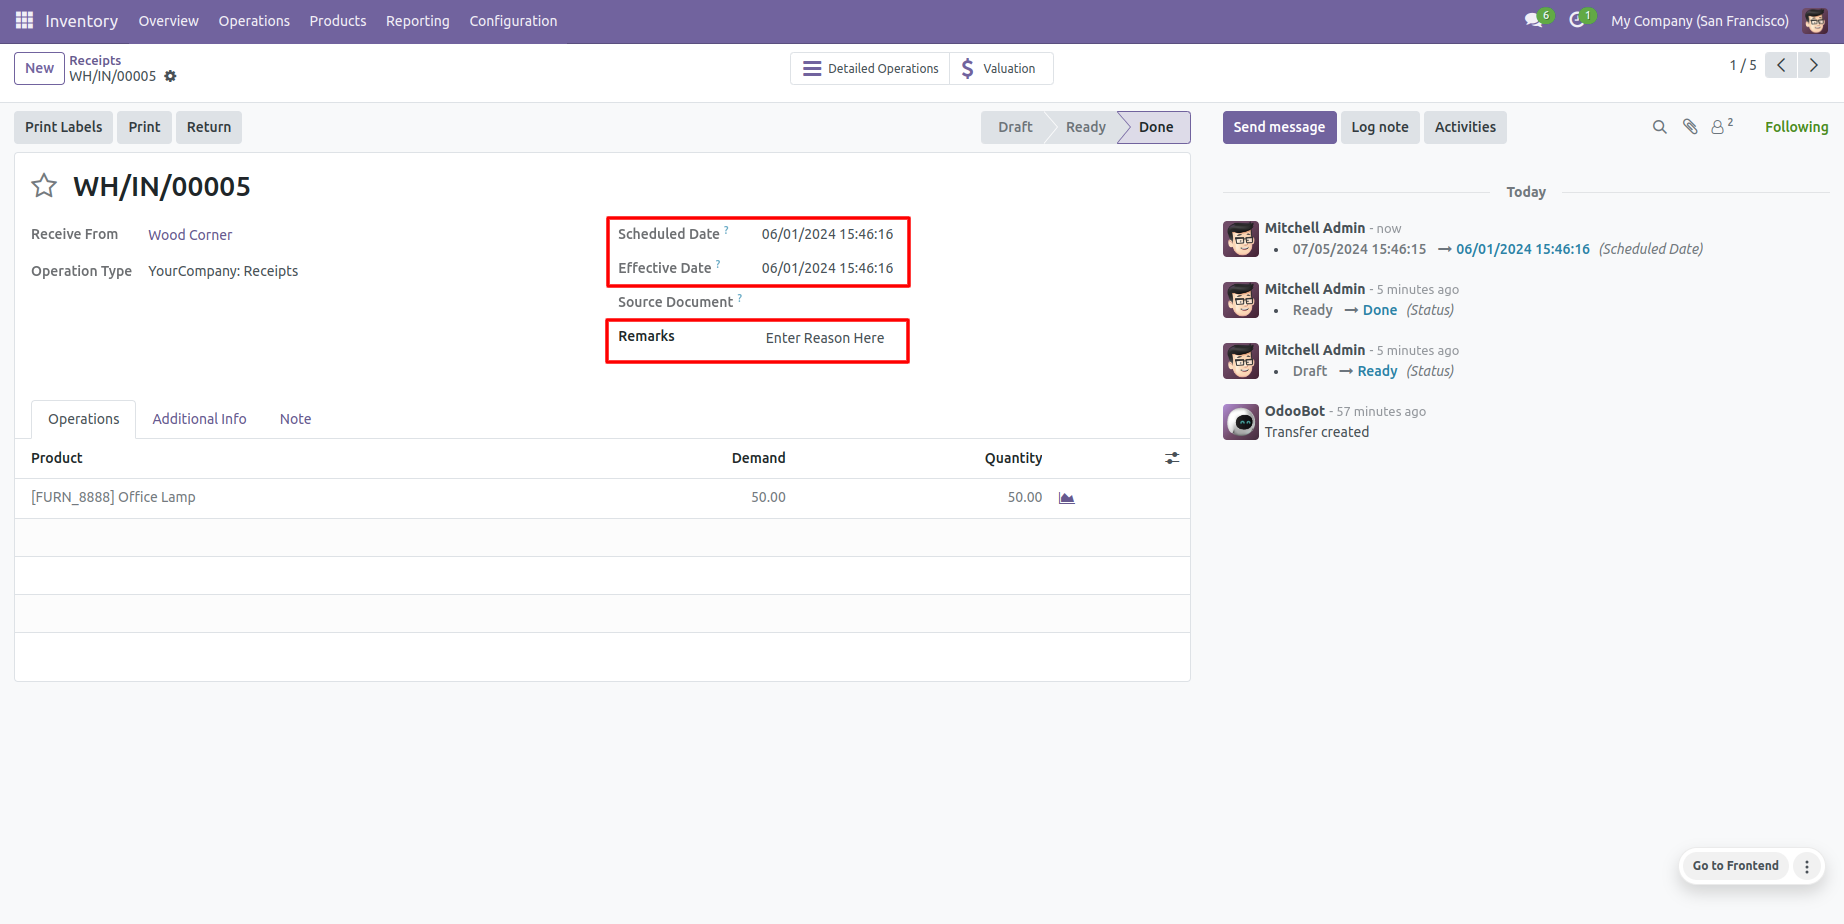 Inventory Overview Operations Products Reporting Configuration 6 1 My Company (San Francisco)
New Receipts
WH/IN/00005
Detailed Operations Valuation
1 / 5
Print Labels Print Return Draft Ready Done Send message Log note Activities 2 Following
WH/IN/00005
Receive From Wood Corner
Operation Type YourCompany: Receipts
Scheduled Date ? 06/01/2024 15:46:16
Effective Date ? 06/01/2024 15:46:16
Source Document ?
Remarks Enter Reason Here
Operations Additional Info Note
Product Demand Quantity
[FURN_8888] Office Lamp 50.00 50.00
Today
Mitchell Admin - now
• 07/05/2024 15:46:15 → 06/01/2024 15:46:16 (Scheduled Date)
Mitchell Admin - 5 minutes ago
• Ready → Done (Status)
Mitchell Admin - 5 minutes ago
• Draft → Ready (Status)
OdooBot - 57 minutes ago
Transfer created
Go to Frontend